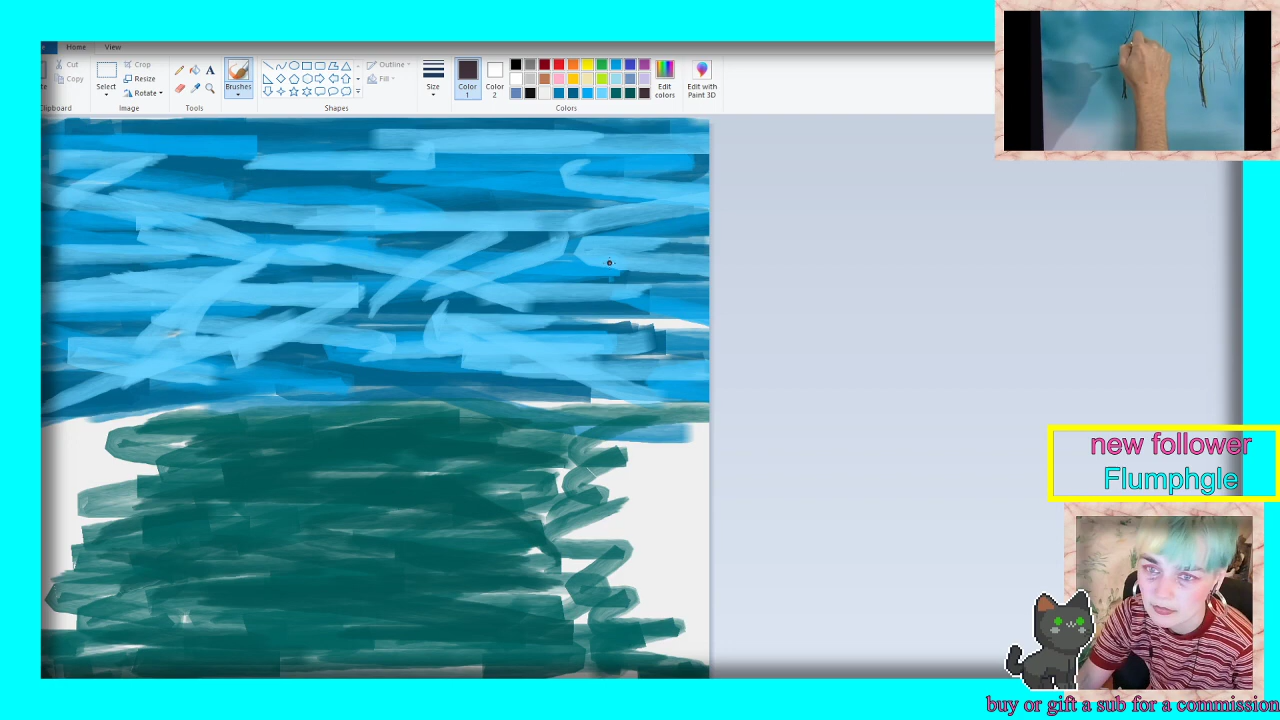 Home View
Cut
Copy
Clipboard
Select
Crop
Resize
Rotate
Image
Tools
Brushes
Outline
Fill
Shapes
Size
Color
1
Color
2
Edit
colors
Colors
Edit with
Paint 3D
new follower
Flumphgle
buy or gift a sub for a commission